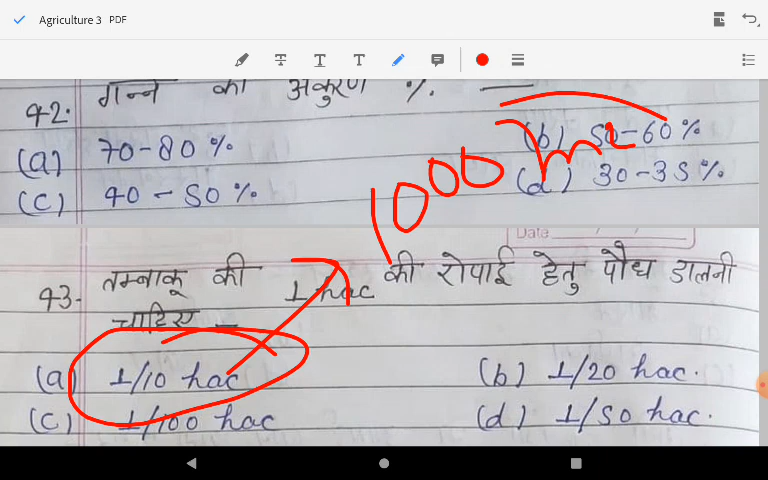 Agriculture 3 PDF
42. गन्ने का अंकुरण %. —
(a) 70-80% (b) 50-60%
(c) 40-50% (d) 30-35%
1000 m
Date
43- तम्बाकू की 1 hac की रोपाई हेतु पौध डालनी
चाहिए —
(a) 1/10 hac (b) 1/20 hac.
(c) 1/100 hac (d) 1/50 hac.